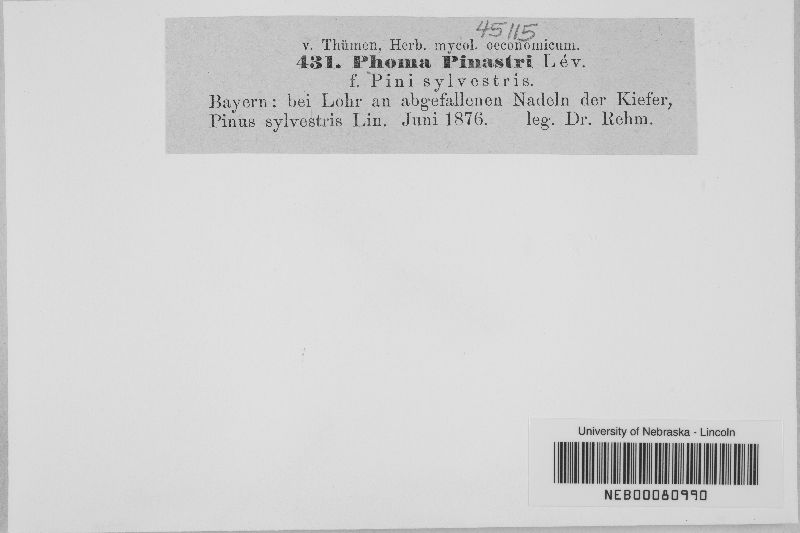 45115
v. Thümen, Herb. mycol. oeconomicum.
431. Phoma Pinastri Lév.
f. Pini sylvestris.
Bayern: bei Lohr an abgefallenen Nadeln der Kiefer,
Pinus sylvestris Lin. Juni 1876. leg. Dr. Rehm.
University of Nebraska - Lincoln
NEB00080990